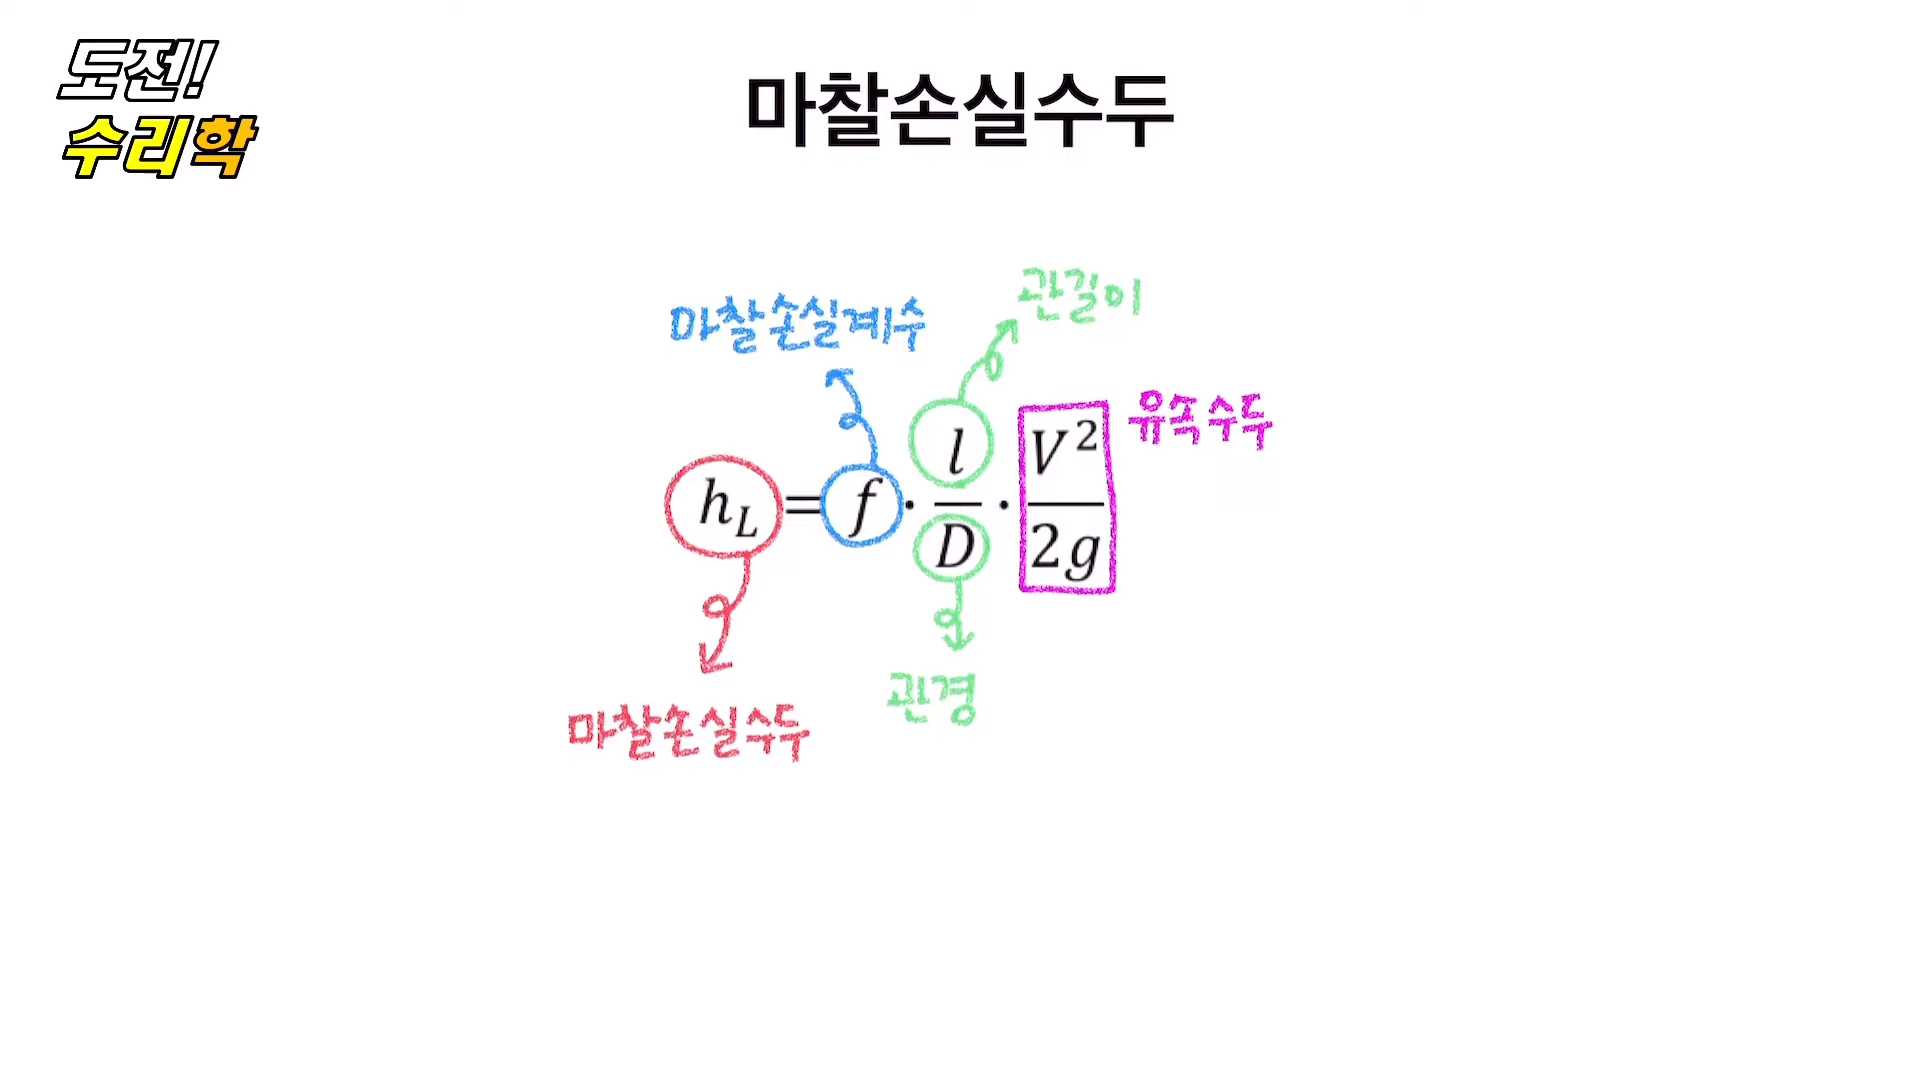 도전!
수리학
마찰손실수두
관길이
마찰손실계수
유속수두
h_L = f · l/D · V²/2g
관경
마찰손실수두